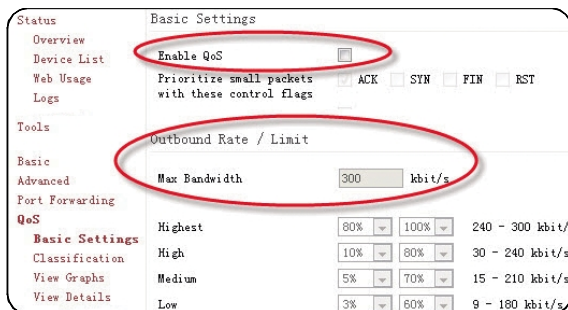 Status
Overview
Device List
Web Usage
Logs
Tools
Basic
Advanced
Port Forwarding
QoS
Basic Settings
Classification
View Graphs
View Details
Basic Settings
Enable QoS
Prioritize small packets
with these control flags
ACK SYN FIN RST
Outbound Rate / Limit
Max Bandwidth 300 kbit/s
Highest 80% 100% 240 - 300 kbit/
High 10% 80% 30 - 240 kbit/
Medium 5% 70% 15 - 210 kbit/
Low 3% 60% 9 - 180 kbit/